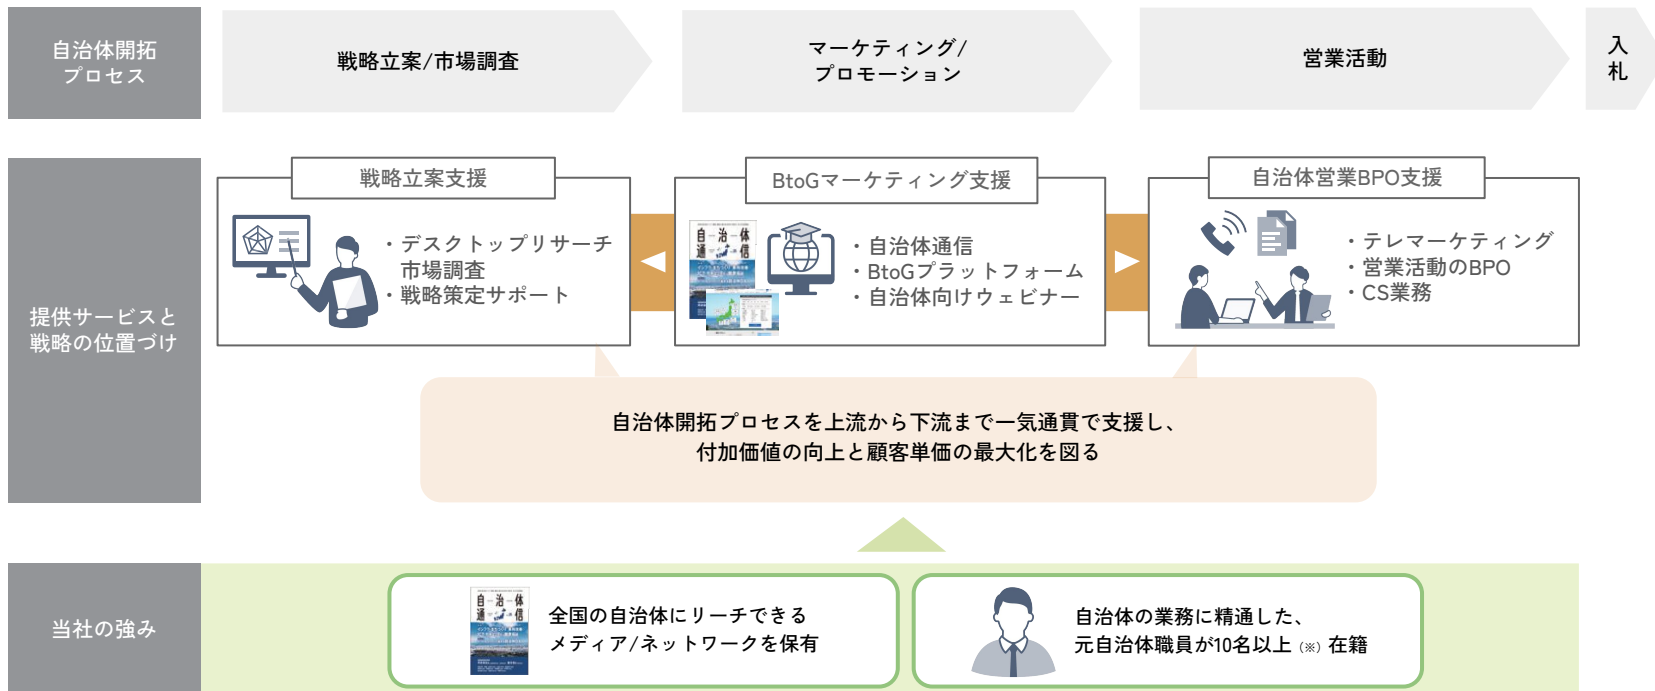 自治体開拓
プロセス
戦略立案/市場調査
マーケティング/
プロモーション
営業活動
入
札
提供サービスと
戦略の位置づけ
戦略立案支援
・デスクトップリサーチ
市場調査
・戦略策定サポート
BtoGマーケティング支援
自治体
通信
・自治体通信
・BtoGプラットフォーム
・自治体向けウェビナー
自治体営業BPO支援
・テレマーケティング
・営業活動のBPO
・CS業務
自治体開拓プロセスを上流から下流まで一気通貫で支援し、
付加価値の向上と顧客単価の最大化を図る
当社の強み
自治体
通信
全国の自治体にリーチできる
メディア/ネットワークを保有
自治体の業務に精通した、
元自治体職員が10名以上(※)在籍